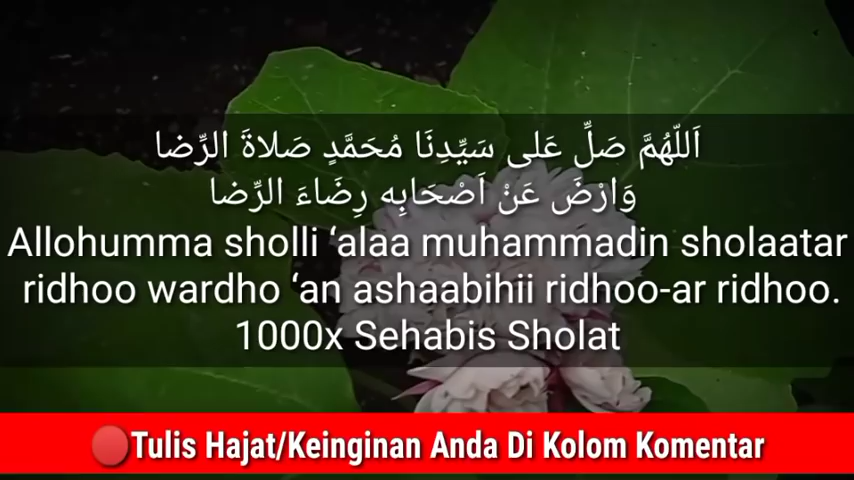 اَللّٰهُمَّ صَلِّ عَلى سَيِّدِنَا مُحَمَّدٍ صَلاةَ الرِّضا
وَارْضَ عَنْ اَصْحَابِه رِضَاءَ الرِّضا
Allohumma sholli ‘alaa muhammadin sholaatar
ridhoo wardho ‘an ashaabihii ridhoo-ar ridhoo.
1000x Sehabis Sholat
Tulis Hajat/Keinginan Anda Di Kolom Komentar